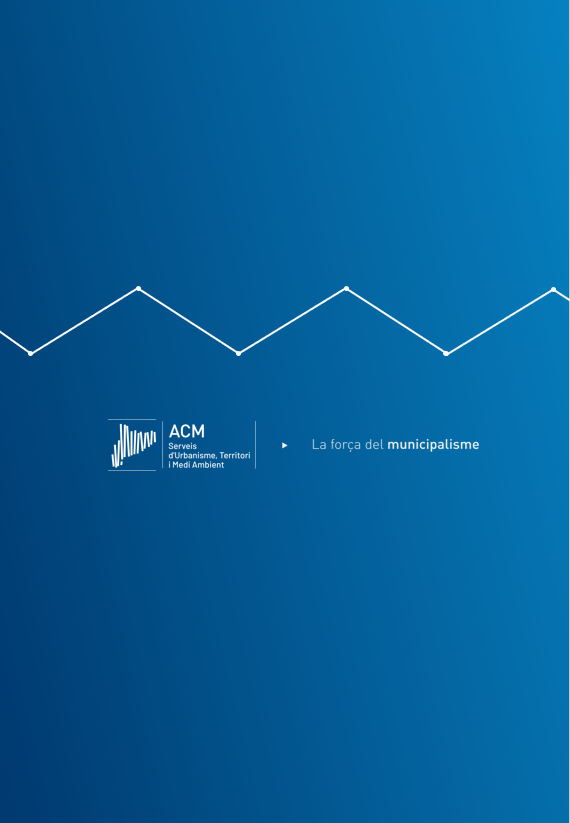 ACM
Serveis
d'Urbanisme, Territori
i Medi Ambient
La força del municipalisme